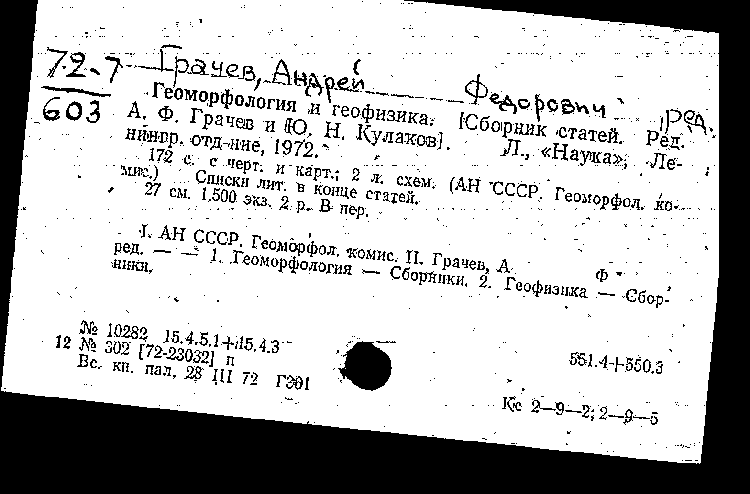 72-7 Грачев, Андрей Федорович, ред.
603
Геоморфология и геофизика. [Сборник статей. Ред.
А. Ф. Грачев и Ю. Н. Кулаков]. Л., «Наука», Ле-
нингр. отд-ние, 1972.
172 с. с черт. и карт.; 2 л. схем. (АН СССР. Геоморфол. ко-
мис.) Списки лит. в конце статей.
27 см. 1.500 экз. 2 р. В пер.
I. АН СССР. Геоморфол. комис. II. Грачев, А. Ф.,
ред. — — 1. Геоморфология — Сборники. 2. Геофизика — Сбор-
ники.
№ 10282 15.4.5.1+15.4.3
12 № 302 [72-23032] п 551.4+550.3
Вс. кн. пал. 28 III 72 Г301
Кс 2—9—2; 2—9—5